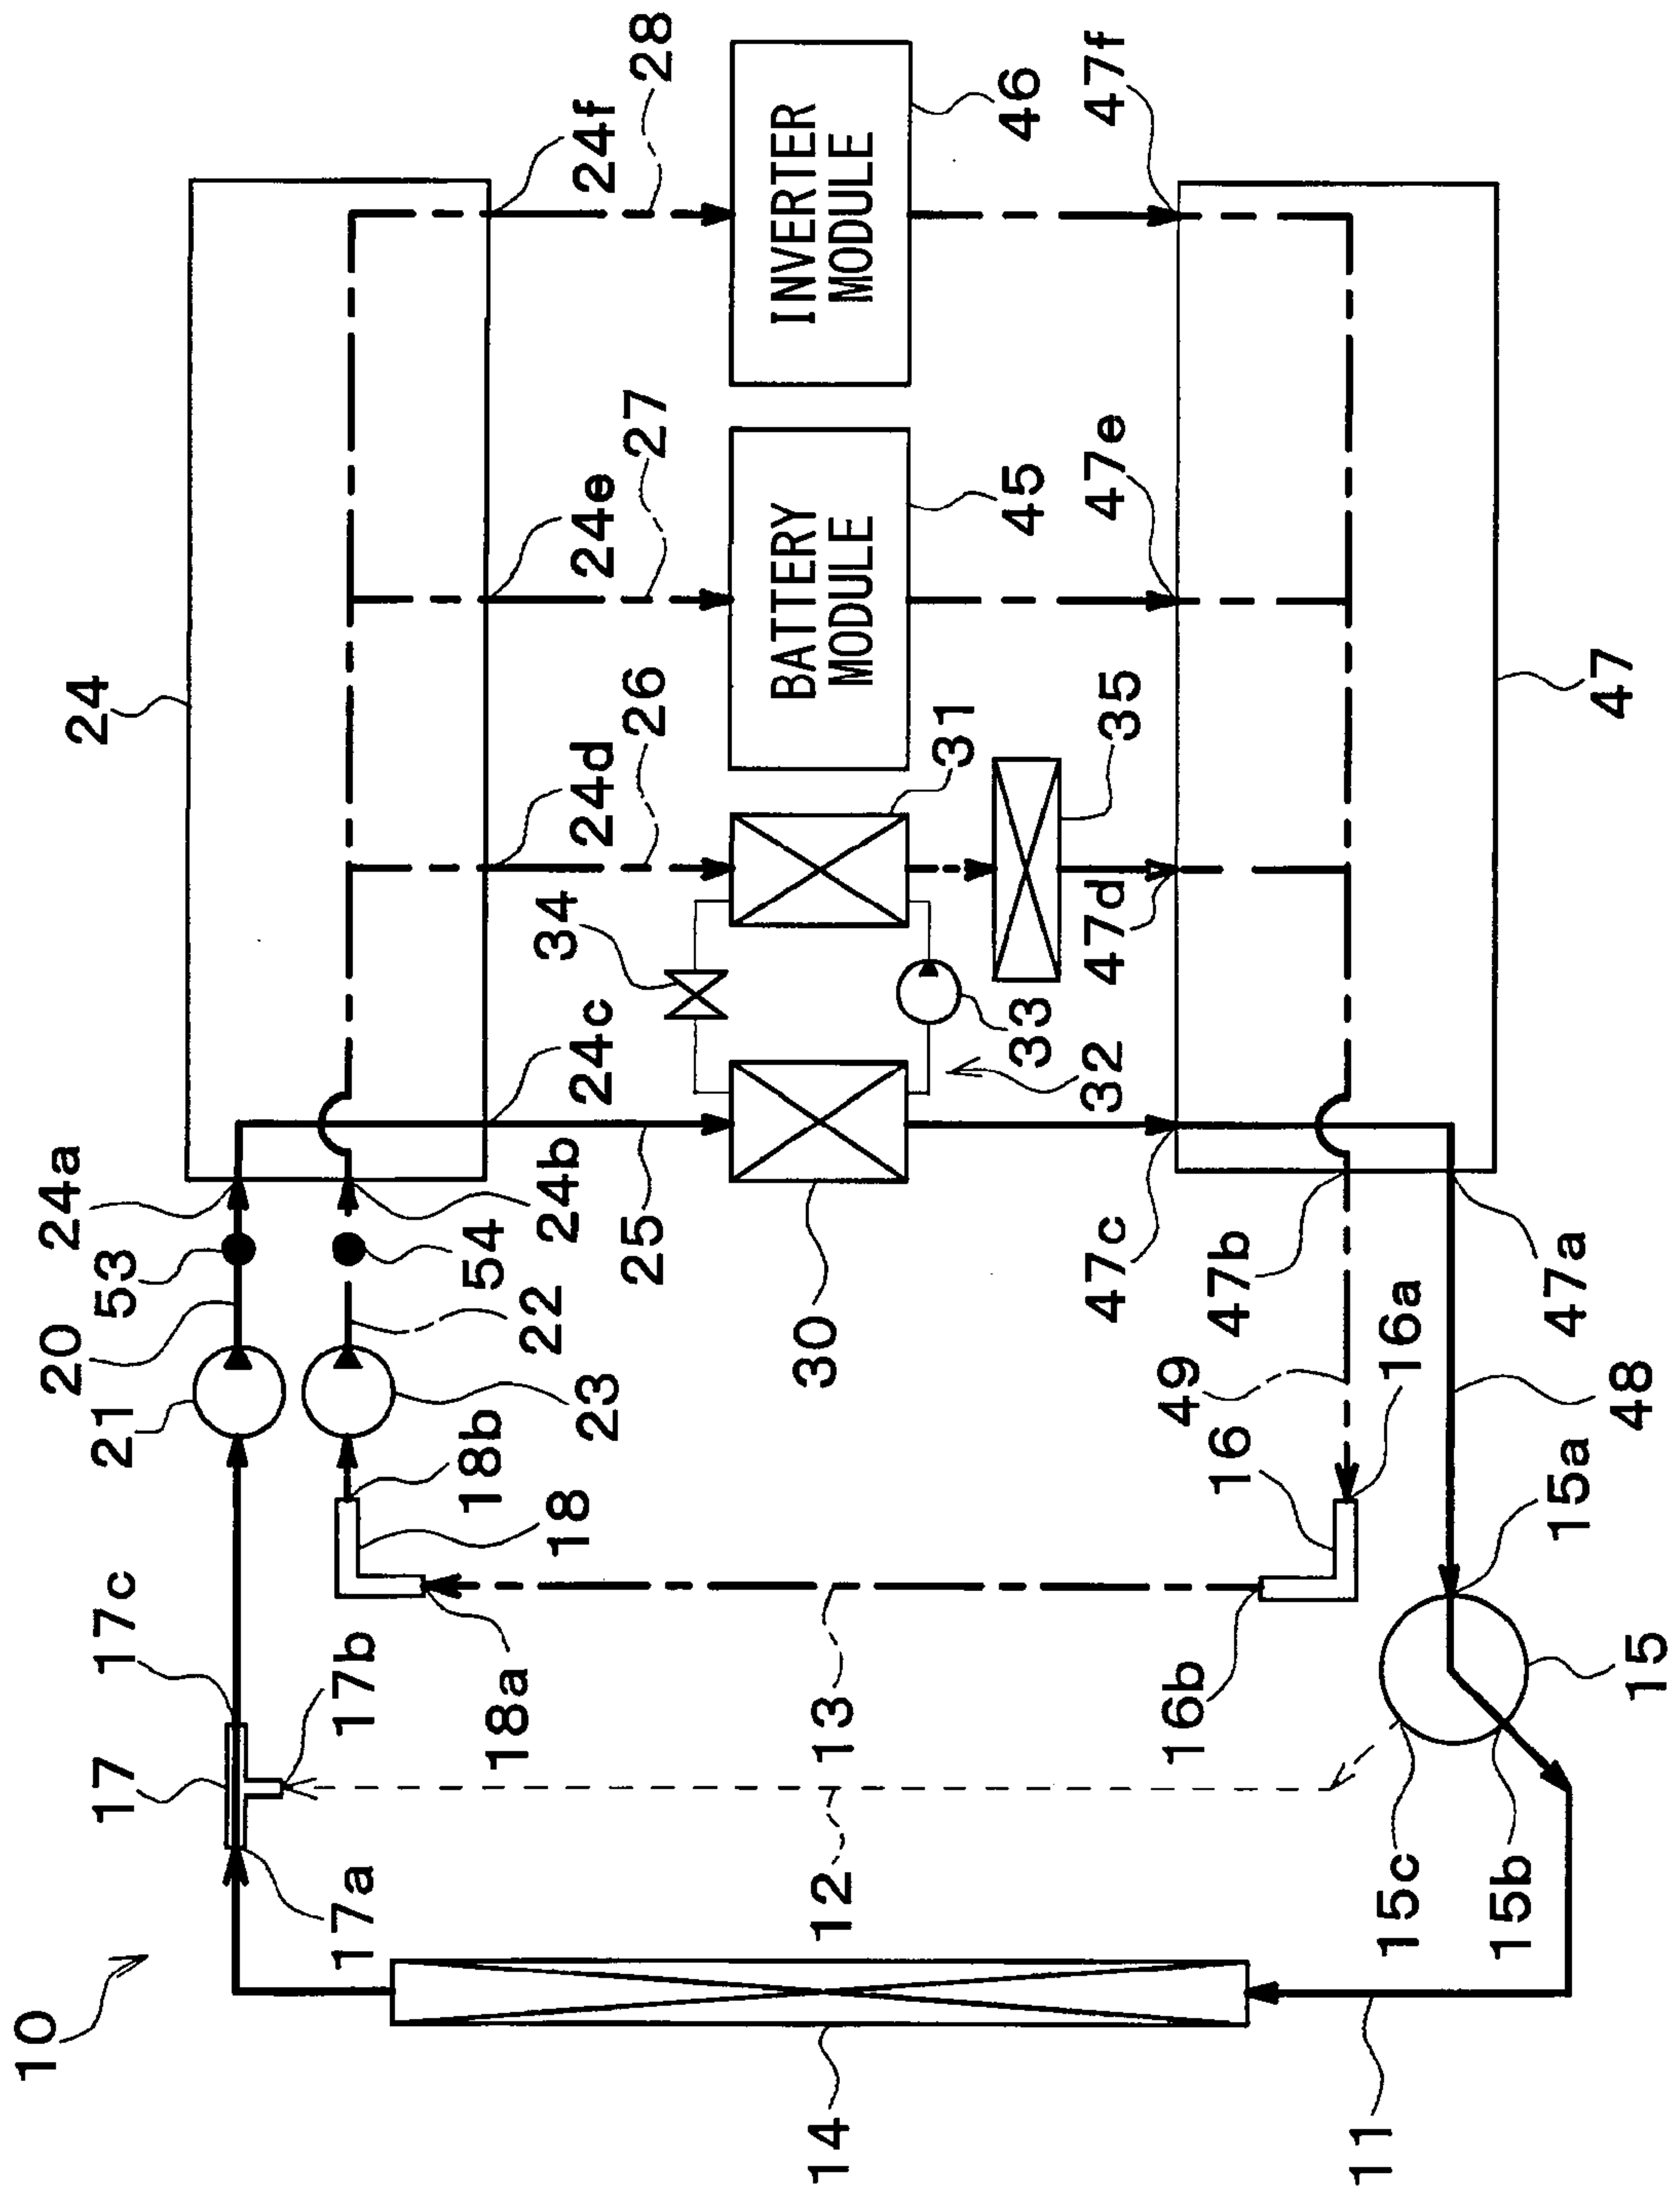 10
20
24a
24
17
17c
21
53
17a
17b
18a
18b
54
18
22
24b
34
23
24c
24d
24e
24f
25
26
27
28
BATTERY
MODULE
INVERTER
MODULE
14
12
13
30
31
33
45
46
32
35
47c
47d
47e
47f
16b
49
16
47b
11
15c
16a
15b
15a
47a
47
48
15